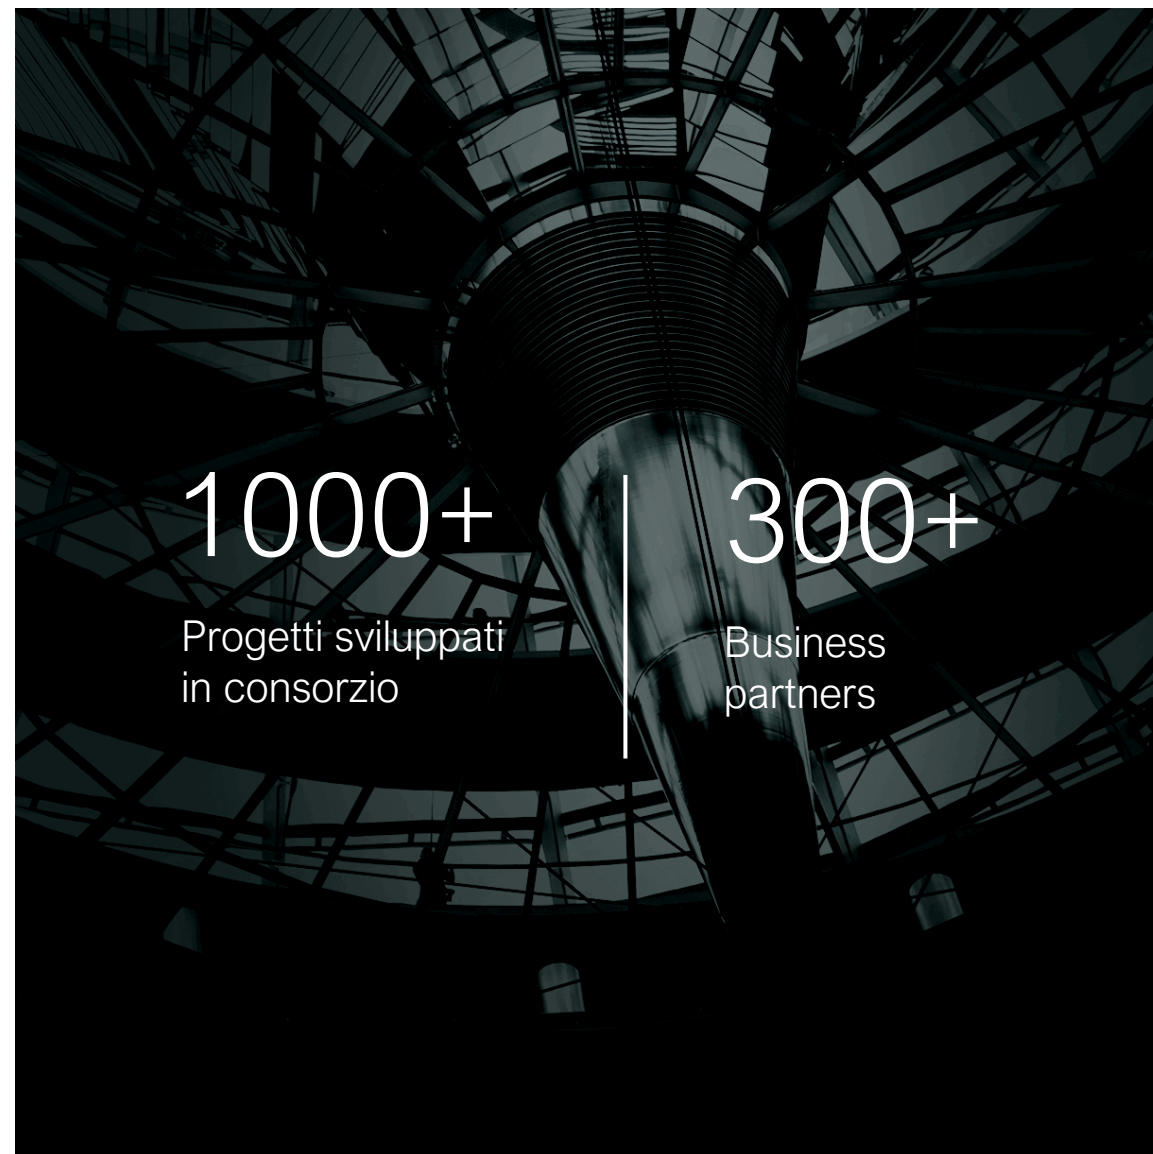 1000+
Progetti sviluppati
in consorzio
300+
Business
partners